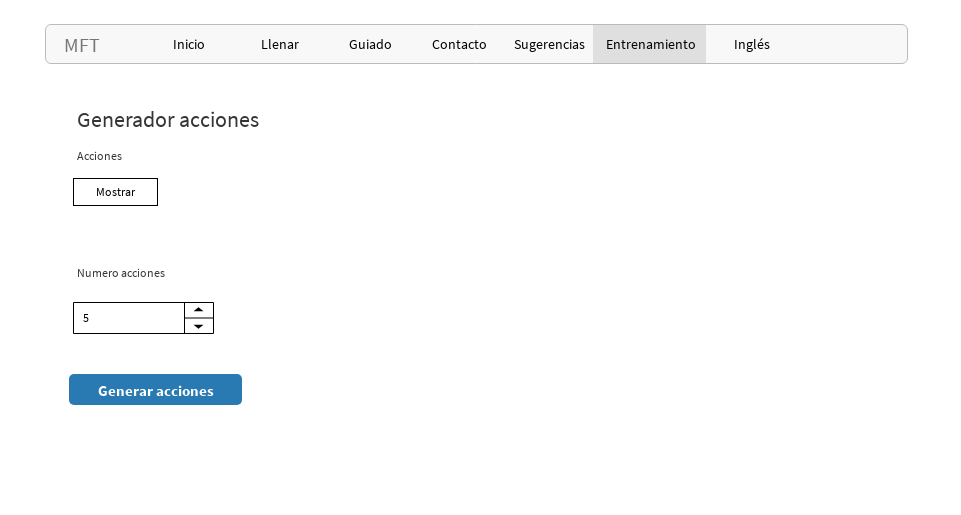 MFT Inicio Llenar Guiado Contacto Sugerencias Entrenamiento Inglés
Generador acciones
Acciones
Mostrar
Numero acciones
5
Generar acciones